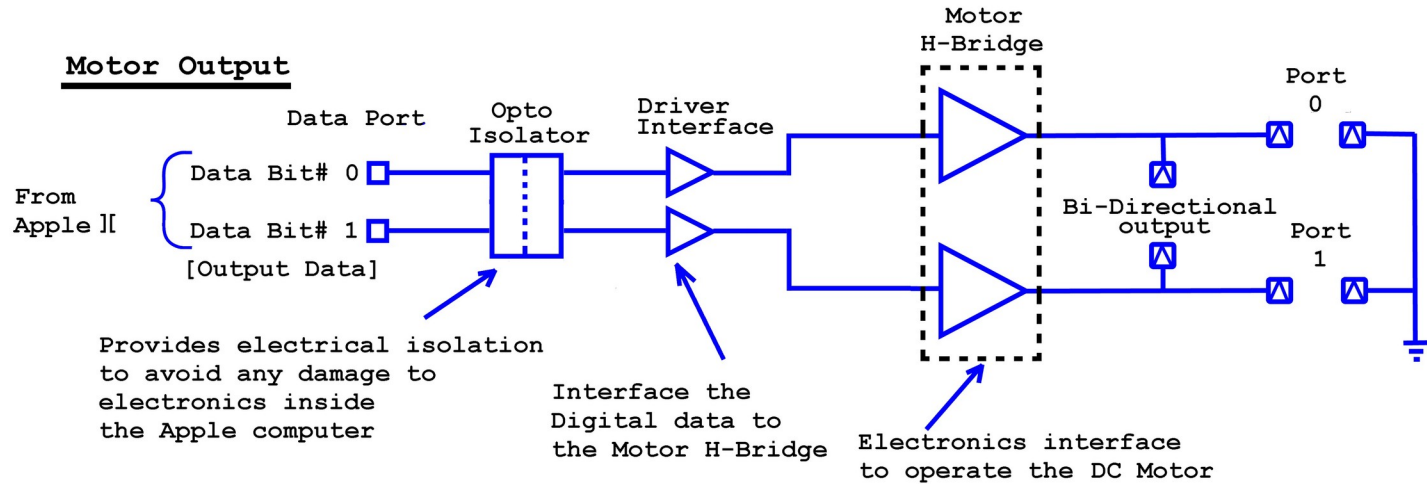 Motor Output
Motor
H-Bridge
Port
0
Data Port
Opto
Isolator
Driver
Interface
From
Apple ][
Data Bit# 0
Data Bit# 1
[Output Data]
Bi-Directional
output
Port
1
Provides electrical isolation
to avoid any damage to
electronics inside
the Apple computer
Interface the
Digital data to
the Motor H-Bridge
Electronics interface
to operate the DC Motor